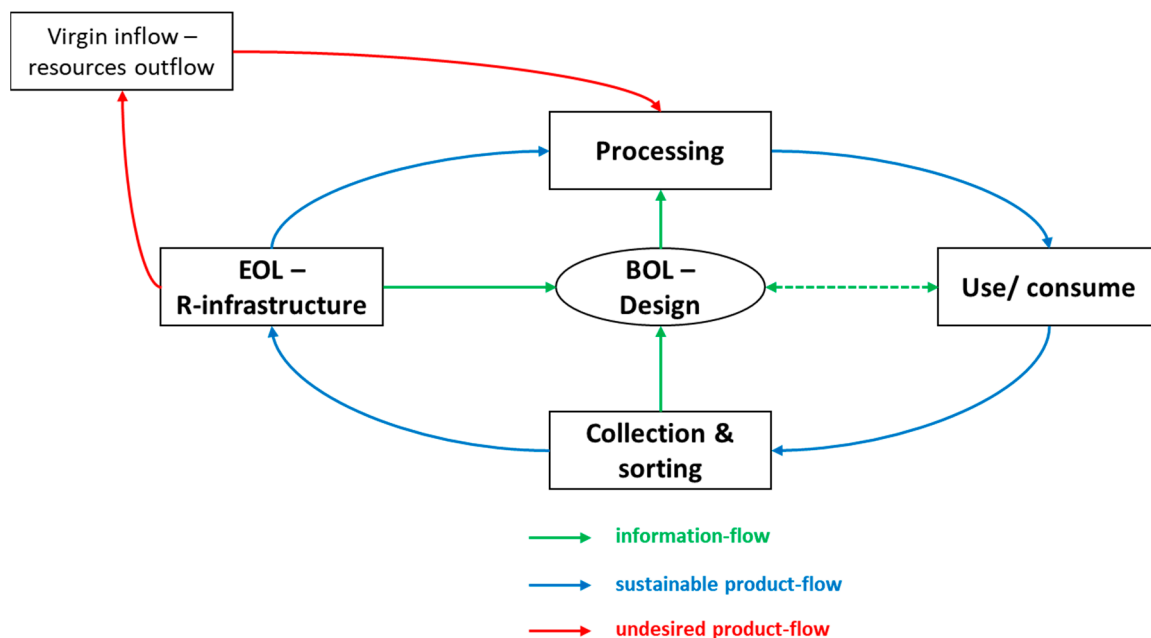 Virgin inflow –
resources outflow
Processing
EOL –
R-infrastructure
BOL –
Design
Use/ consume
Collection &
sorting
information-flow
sustainable product-flow
undesired product-flow